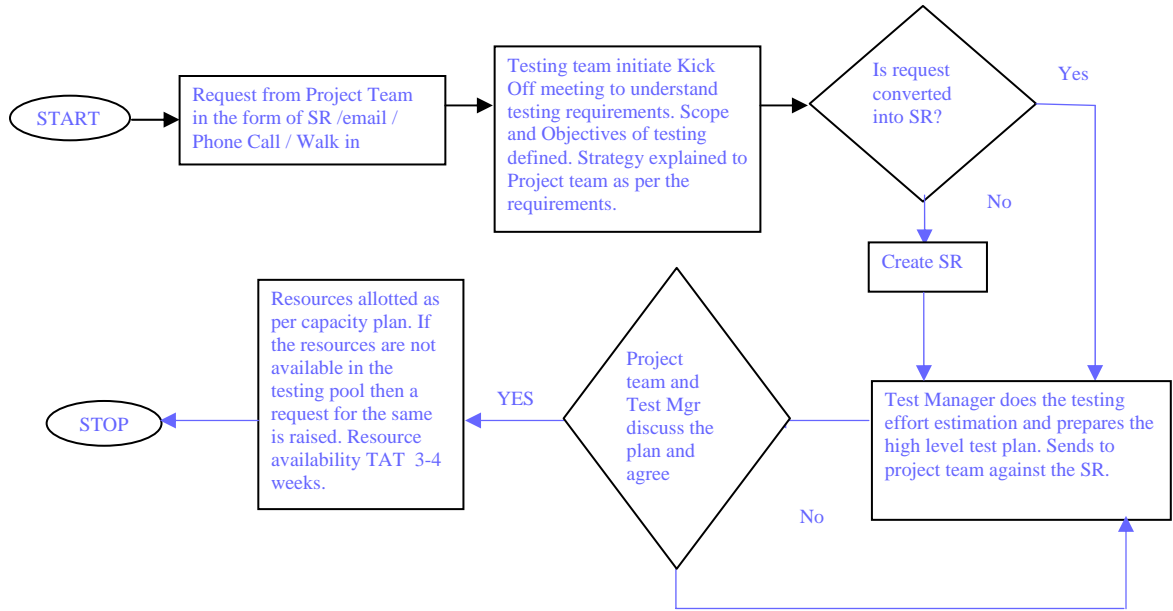 START
Request from Project Team
in the form of SR /email /
Phone Call / Walk in
Testing team initiate Kick
Off meeting to understand
testing requirements. Scope
and Objectives of testing
defined. Strategy explained to
Project team as per the
requirements.
Is request
converted
into SR?
Yes
No
Create SR
Test Manager does the testing
effort estimation and prepares the
high level test plan. Sends to
project team against the SR.
Project
team and
Test Mgr
discuss the
plan and
agree
No
YES
Resources allotted as
per capacity plan. If
the resources are not
available in the
testing pool then a
request for the same
is raised. Resource
availability TAT 3-4
weeks.
STOP